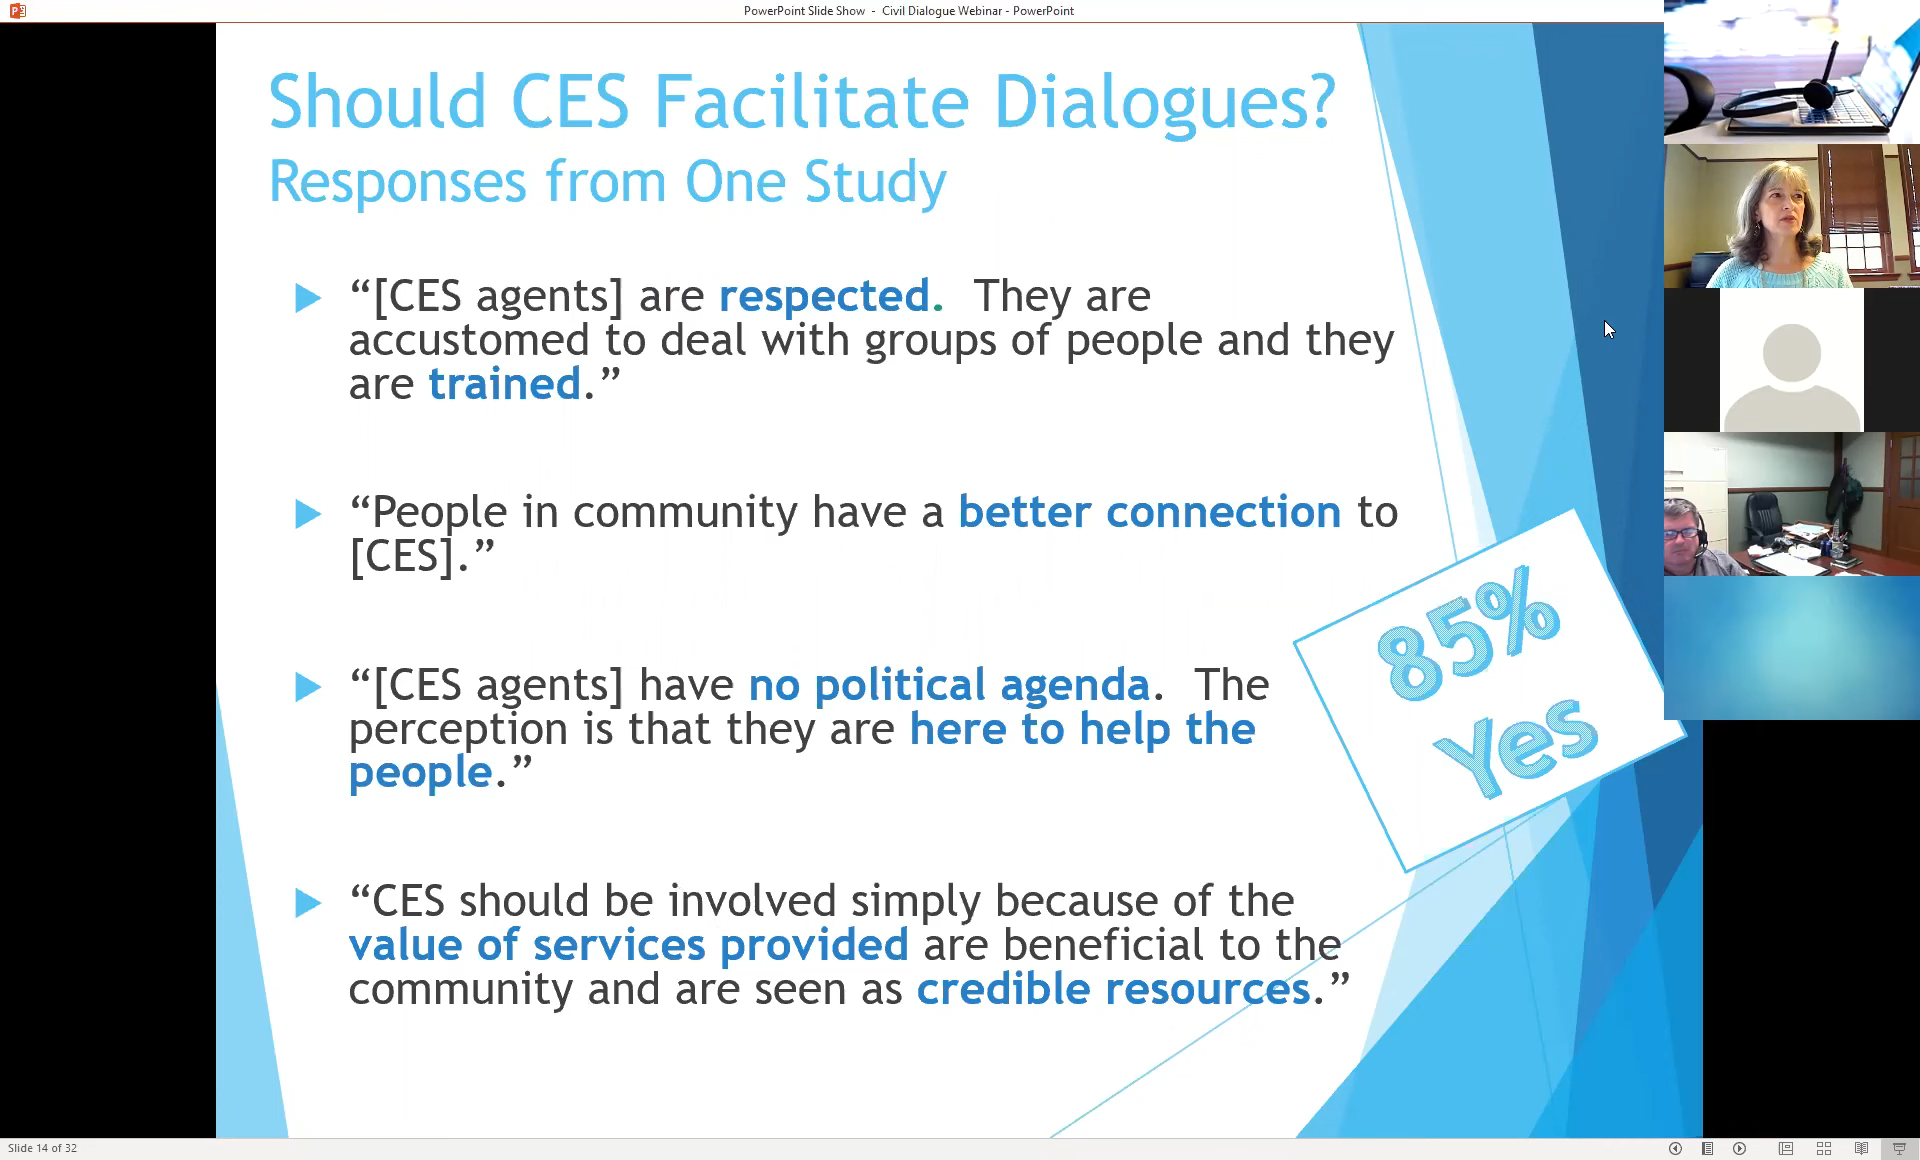 PowerPoint Slide Show - Civil Dialogue Webinar - PowerPoint
Should CES Facilitate Dialogues?
Responses from One Study
“[CES agents] are respected. They are
accustomed to deal with groups of people and they
are trained.”
“People in community have a better connection to
[CES].”
“[CES agents] have no political agenda. The
perception is that they are here to help the
people.”
85%
Yes
“CES should be involved simply because of the
value of services provided are beneficial to the
community and are seen as credible resources.”
Slide 14 of 32